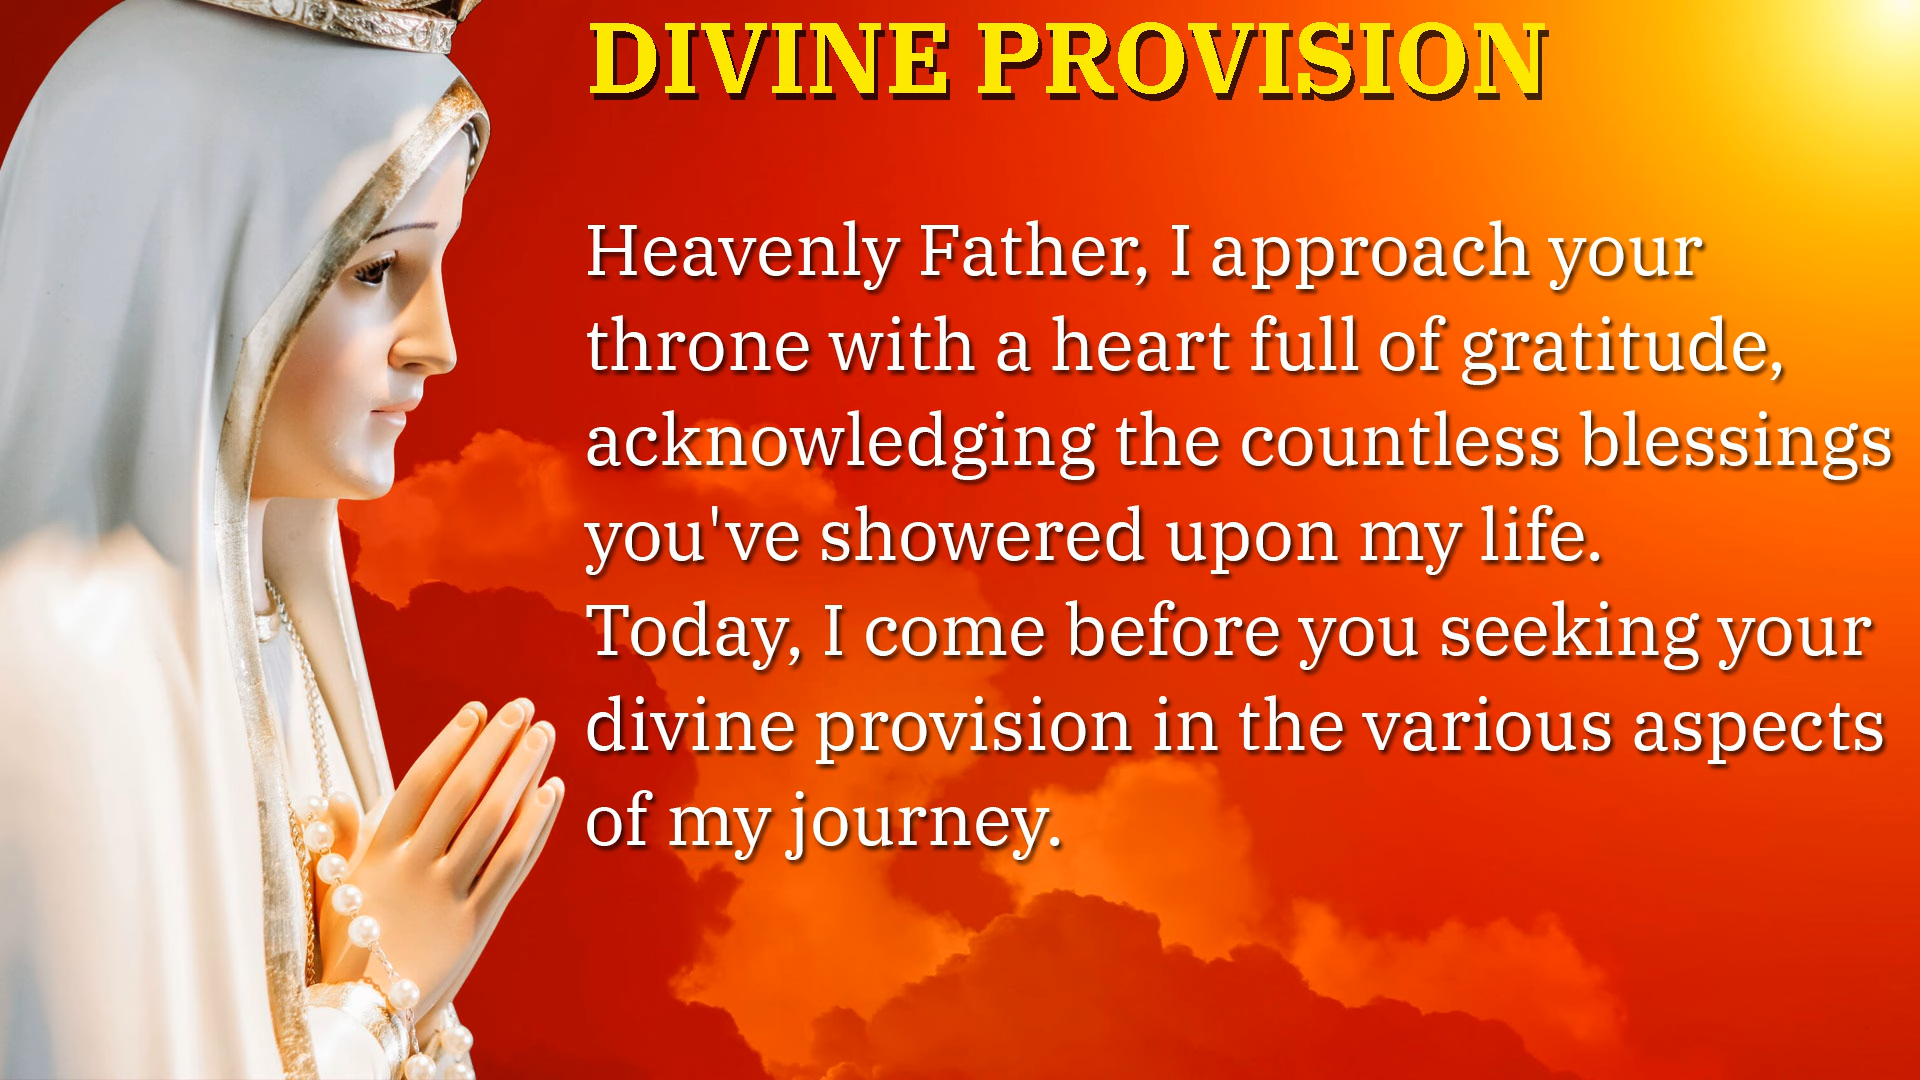 DIVINE PROVISION
Heavenly Father, I approach your
throne with a heart full of gratitude,
acknowledging the countless blessings
you've showered upon my life.
Today, I come before you seeking your
divine provision in the various aspects
of my journey.